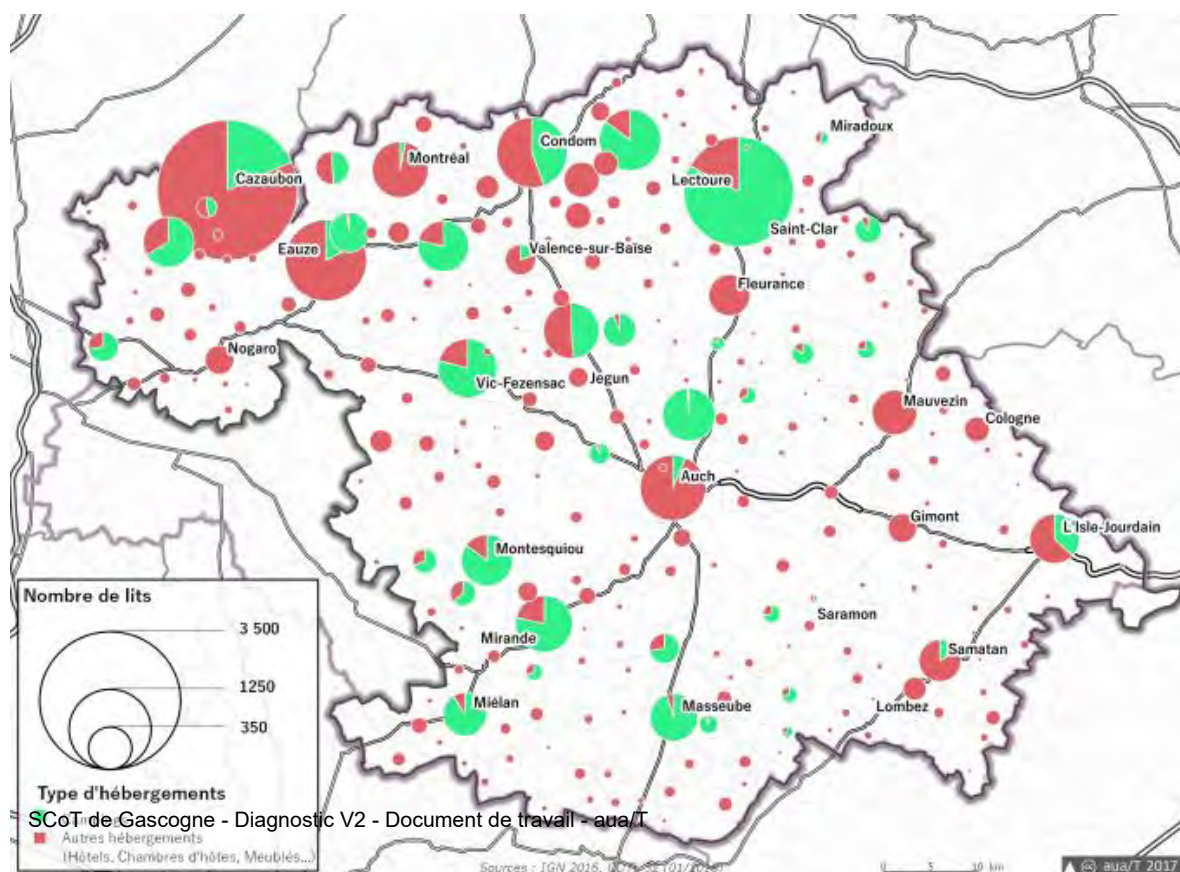 Miradoux
Condom
Montréal
Cazaubon
Lectoure
Saint-Clar
Eauze
Valence-sur-Baïse
Fleurance
Nogaro
Vic-Fezensac
Jegun
Mauvezin
Cologne
Auch
Gimont
L'Isle-Jourdain
Montesquiou
Saramon
Mirande
Samatan
Lombez
Miélan
Masseube
Nombre de lits
3 500
1250
350
Type d'hébergements
SCoT de Gascogne - Diagnostic V2 - Document de travail - aua/T
Autres hébergements
(Hôtels, Chambres d'hôtes, Meublés...)
Sources : IGN 2016,
0 5 10 km
aua/T 2017